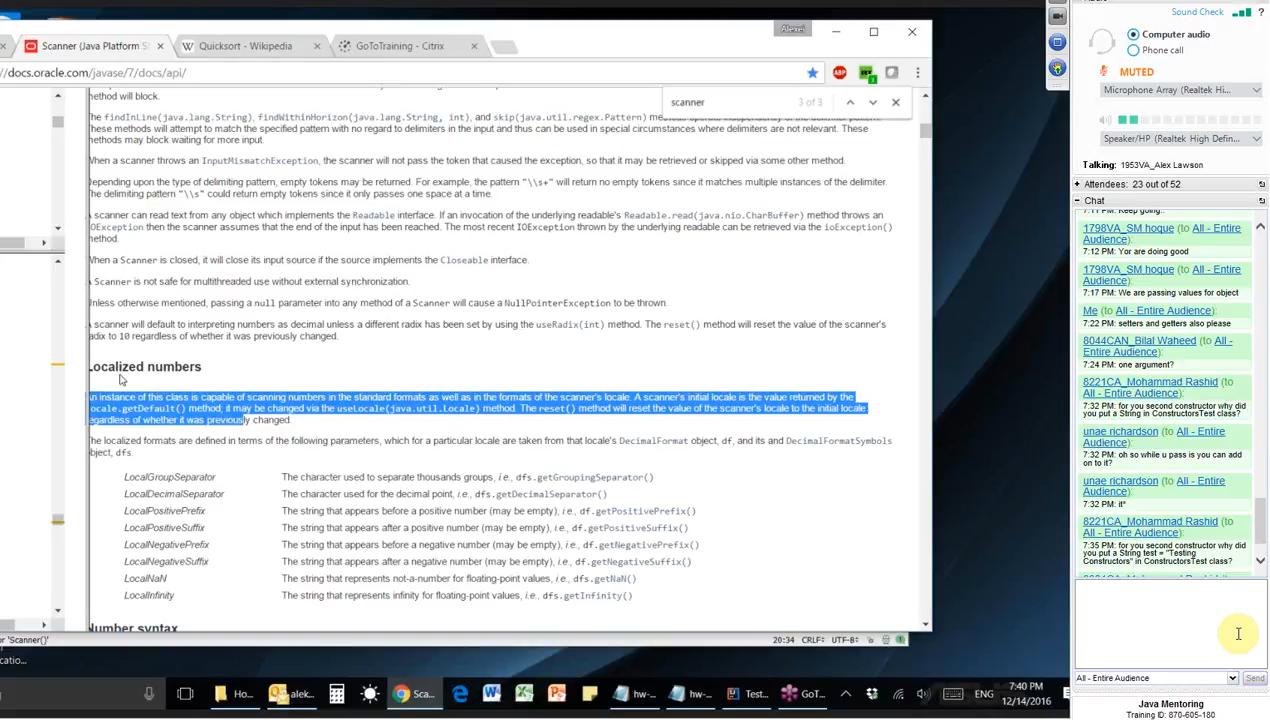 Alexei
Scanner (Java Platform S
Quicksort - Wikipedia
GoToTraining - Citrix
//docs.oracle.com/javase/7/docs/api/
scanner 3 of 3
method will block.
The findInLine(java.lang.String), findWithinHorizon(java.lang.String, int), and skip(java.util.regex.Pattern) methods operate independently of the delimiter pattern.
These methods will attempt to match the specified pattern with no regard to delimiters in the input and thus can be used in special circumstances where delimiters are not relevant. These
methods may block waiting for more input.
When a scanner throws an InputMismatchException, the scanner will not pass the token that caused the exception, so that it may be retrieved or skipped via some other method.
Depending upon the type of delimiting pattern, empty tokens may be returned. For example, the pattern "\\s+" will return no empty tokens since it matches multiple instances of the delimiter.
The delimiting pattern "\\s" could return empty tokens since it only passes one space at a time.
A scanner can read text from any object which implements the Readable interface. If an invocation of the underlying readable's Readable.read(java.nio.CharBuffer) method throws an
IOException then the scanner assumes that the end of the input has been reached. The most recent IOException thrown by the underlying readable can be retrieved via the ioException()
method.
When a Scanner is closed, it will close its input source if the source implements the Closeable interface.
A Scanner is not safe for multithreaded use without external synchronization.
Unless otherwise mentioned, passing a null parameter into any method of a Scanner will cause a NullPointerException to be thrown.
A scanner will default to interpreting numbers as decimal unless a different radix has been set by using the useRadix(int) method. The reset() method will reset the value of the scanner's
radix to 10 regardless of whether it was previously changed.
Localized numbers
An instance of this class is capable of scanning numbers in the standard formats as well as in the formats of the scanner's locale. A scanner's initial locale is the value returned by the
Locale.getDefault() method; it may be changed via the useLocale(java.util.Locale) method. The reset() method will reset the value of the scanner's locale to the initial locale
regardless of whether it was previously changed.
The localized formats are defined in terms of the following parameters, which for a particular locale are taken from that locale's DecimalFormat object, df, and its and DecimalFormatSymbols
object, dfs.
LocalGroupSeparator The character used to separate thousands groups, i.e., dfs.getGroupingSeparator()
LocalDecimalSeparator The character used for the decimal point, i.e., dfs.getDecimalSeparator()
LocalPositivePrefix The string that appears before a positive number (may be empty), i.e., df.getPositivePrefix()
LocalPositiveSuffix The string that appears after a positive number (may be empty), i.e., df.getPositiveSuffix()
LocalNegativePrefix The string that appears before a negative number (may be empty), i.e., df.getNegativePrefix()
LocalNegativeSuffix The string that appears after a negative number (may be empty), i.e., df.getNegativeSuffix()
LocalNaN The string that represents not-a-number for floating-point values, i.e., dfs.getNaN()
LocalInfinity The string that represents infinity for floating-point values, i.e., dfs.getInfinity()
Number syntax
or 'Scanner()'
20:34 CRLF÷ UTF-8÷
catio...
Ho...
alek...
Sca...
hw-...
hw-...
Test...
GoT...
ENG
7:40 PM
12/14/2016
Audio
Sound Check ?
Computer audio
Phone call
MUTED
Microphone Array (Realtek Hi...
Speaker/HP (Realtek High Defin...
Talking: 1953VA_Alex Lawson
Attendees: 23 out of 52
Chat
7:11 PM: Keep going..
1798VA_SM hoque (to All - Entire
Audience):
7:12 PM: Yor are doing good
1798VA_SM hoque (to All - Entire
Audience):
7:17 PM: We are passing values for object
Me (to All - Entire Audience):
7:22 PM: setters and getters also please
8044CAN_Bilal Waheed (to All -
Entire Audience):
7:24 PM: one argument?
8221CA_Mohammad Rashid (to
All - Entire Audience):
7:32 PM: for you second constructor why did
you put a String test = "Testing
Constructors" in ConstructorsTest class?
unae richardson (to All - Entire
Audience):
7:32 PM: oh so while u pass is you can add
on to it?
unae richardson (to All - Entire
Audience):
7:32 PM: it*
8221CA_Mohammad Rashid (to
All - Entire Audience):
7:35 PM: for you second constructor why did
you put a String test = "Testing
Constructors" in ConstructorsTest class?
All - Entire Audience
Send
Java Mentoring
Training ID: 870-605-180